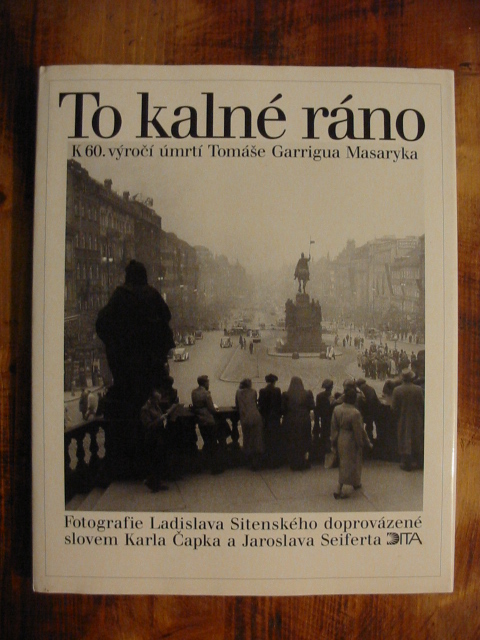 To kalné ráno
K 60. výročí úmrtí Tomáše Garrigua Masaryka
Fotografie Ladislava Sitenského doprovázené
slovem Karla Čapka a Jaroslava Seiferta DITA